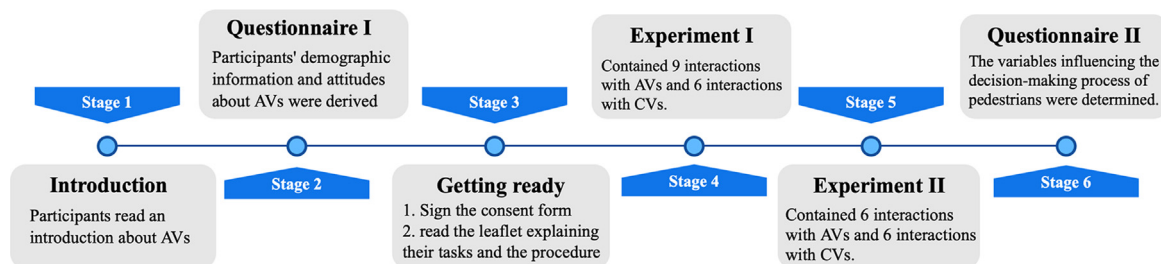 Stage 1
Introduction
Participants read an
introduction about AVs
Questionnaire I
Participants' demographic
information and attitudes
about AVs were derived
Stage 2
Stage 3
Getting ready
1. Sign the consent form
2. read the leaflet explaining
their tasks and the procedure
Experiment I
Contained 9 interactions
with AVs and 6 interactions
with CVs.
Stage 4
Stage 5
Experiment II
Contained 6 interactions
with AVs and 6 interactions
with CVs.
Questionnaire II
The variables influencing the
decision-making process of
pedestrians were determined.
Stage 6